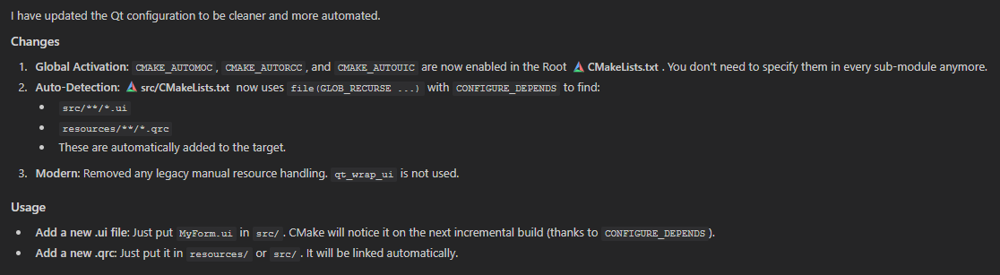 I have updated the Qt configuration to be cleaner and more automated.
Changes
1. Global Activation: CMAKE_AUTOMOC, CMAKE_AUTORCC, and CMAKE_AUTOUIC are now enabled in the Root CMakeLists.txt. You don't need to specify them in every sub-module anymore.
2. Auto-Detection: src/CMakeLists.txt now uses file(GLOB_RECURSE ...) with CONFIGURE_DEPENDS to find:
• src/**/*.ui
• resources/**/*.qrc
• These are automatically added to the target.
3. Modern: Removed any legacy manual resource handling. qt_wrap_ui is not used.
Usage
• Add a new .ui file: Just put MyForm.ui in src/. CMake will notice it on the next incremental build (thanks to CONFIGURE_DEPENDS).
• Add a new .qrc: Just put it in resources/ or src/. It will be linked automatically.